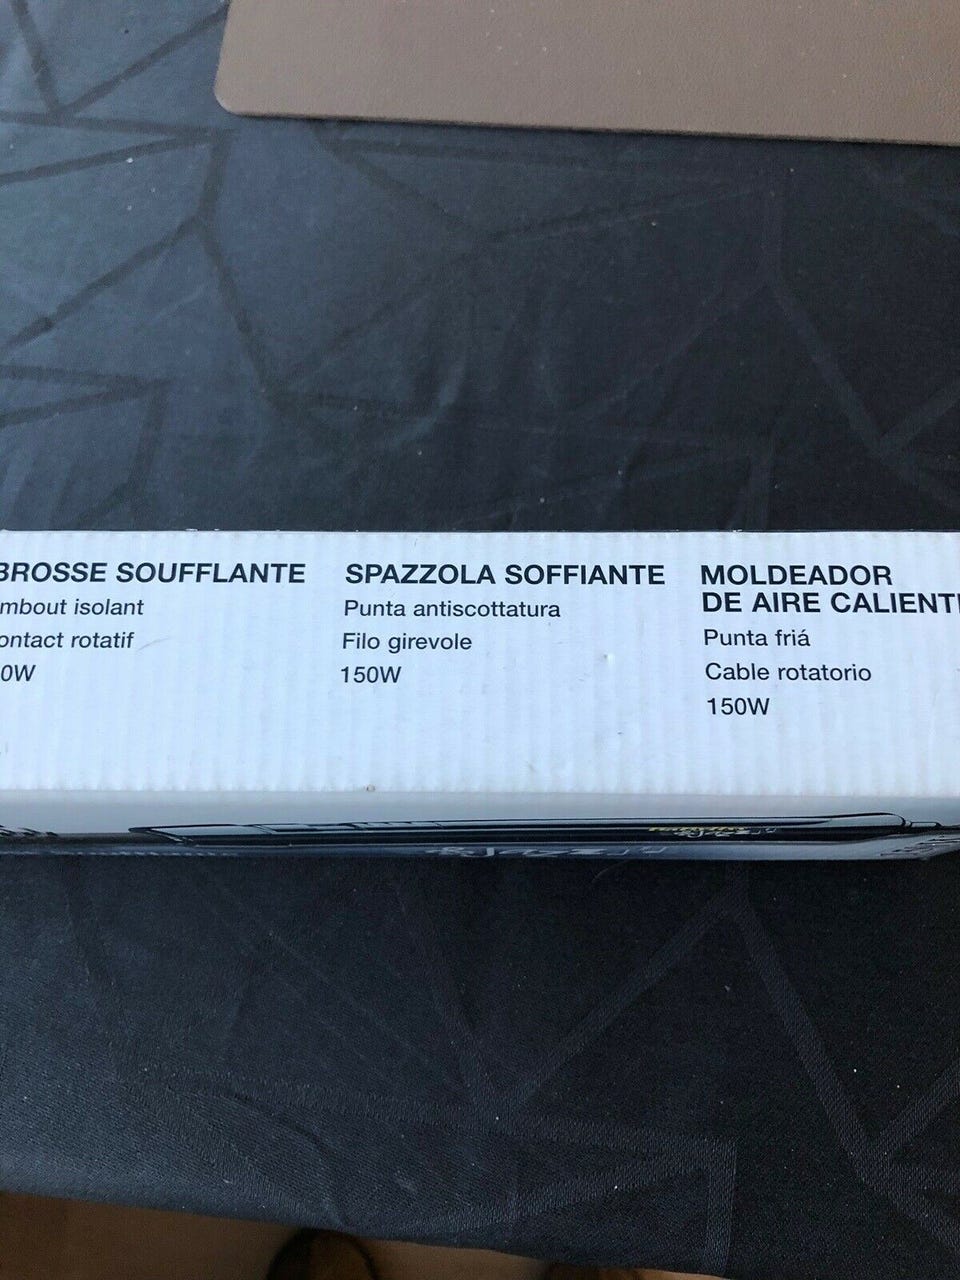 BROSSE SOUFFLANTE
mbout isolant
ontact rotatif
0W
SPAZZOLA SOFFIANTE
Punta antiscottatura
Filo girevole
150W
MOLDEADOR
DE AIRE CALIENT
Punta friá
Cable rotatorio
150W